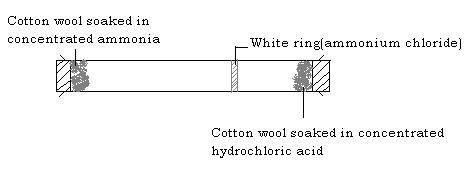 Cotton wool soaked in
concentrated ammonia
White ring(ammonium chloride)
Cotton wool soaked in concentrated
hydrochloric acid